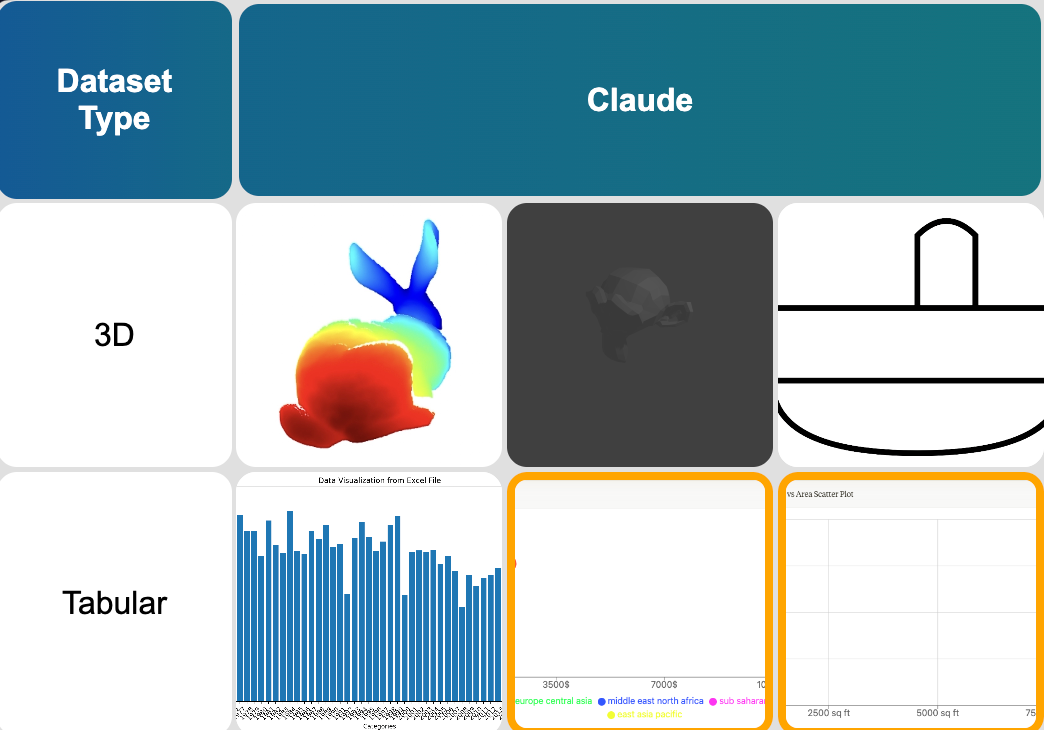 Dataset
Type
Claude
3D
Tabular
Data Visualization from Excel File
Categories
3500$
7000$
10
europe central asia
middle east north africa
sub sahara
east asia pacific
vs Area Scatter Plot
2500 sq ft
5000 sq ft
75